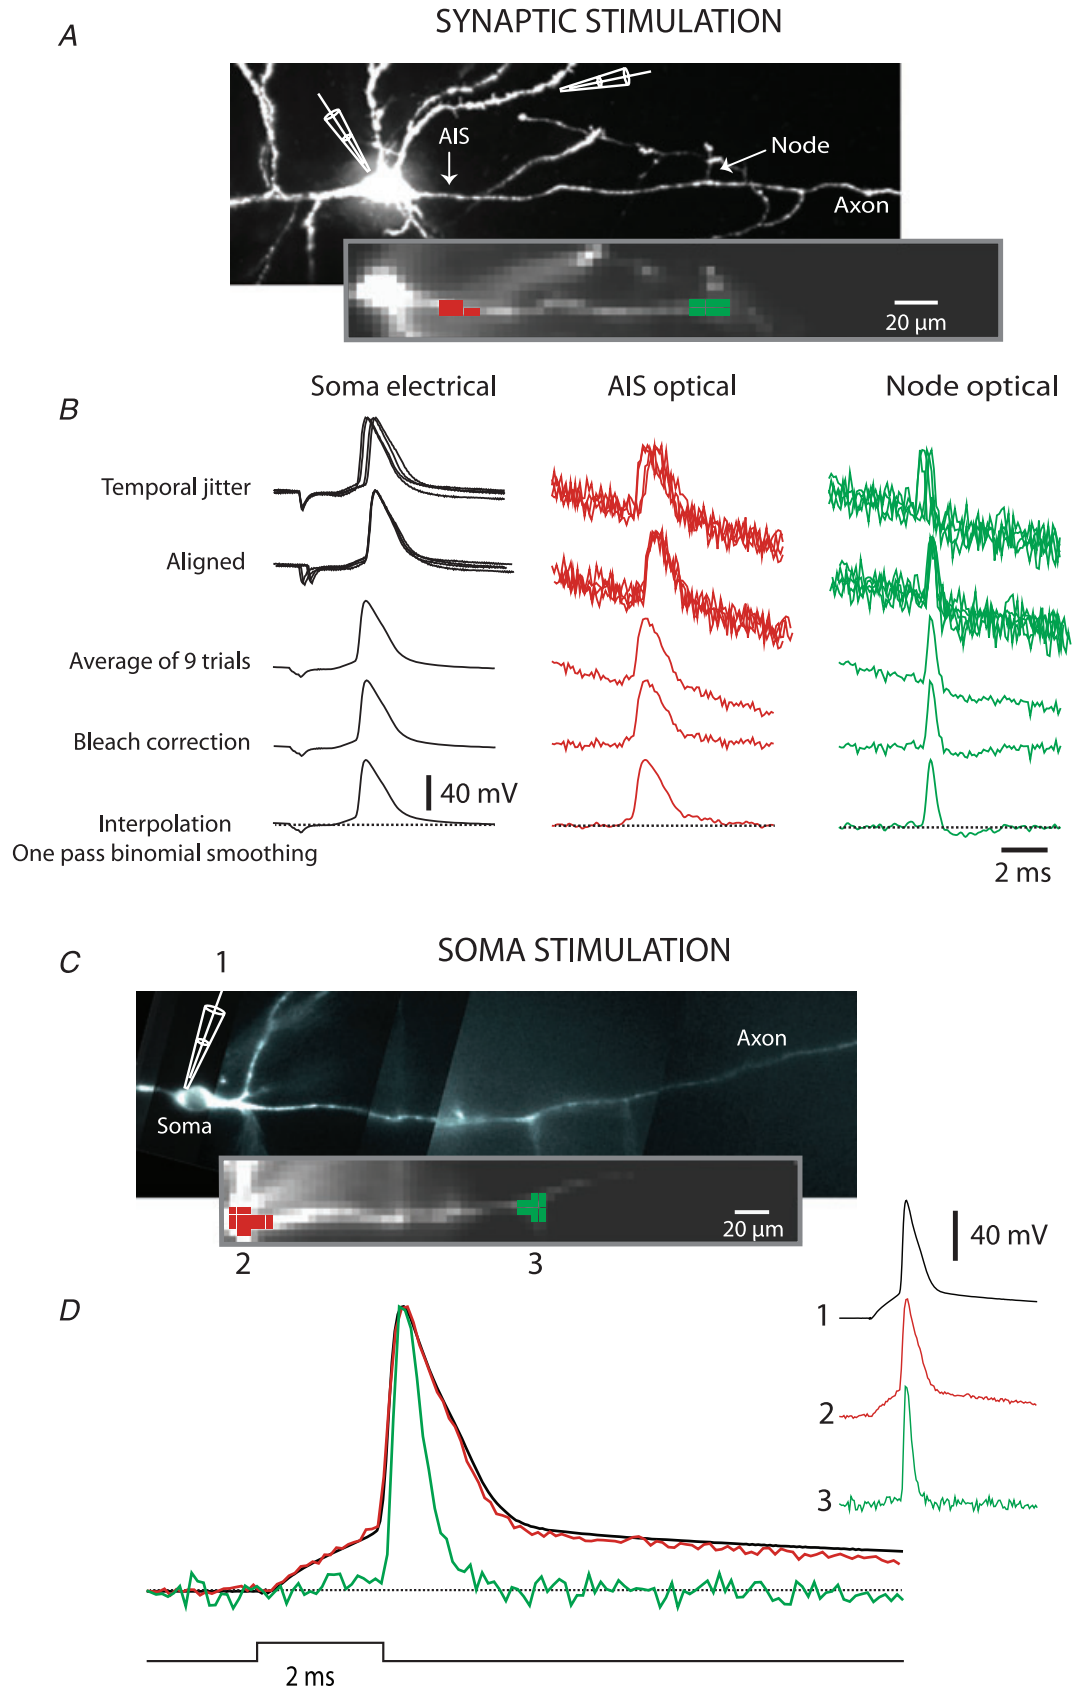 A
SYNAPTIC STIMULATION
AIS
Node
Axon
20 µm
B
Soma electrical
AIS optical
Node optical
Temporal jitter
Aligned
Average of 9 trials
Bleach correction
40 mV
Interpolation
One pass binomial smoothing
2 ms
C
1
SOMA STIMULATION
Axon
Soma
20 µm
2
3
40 mV
1
2
3
D
2 ms